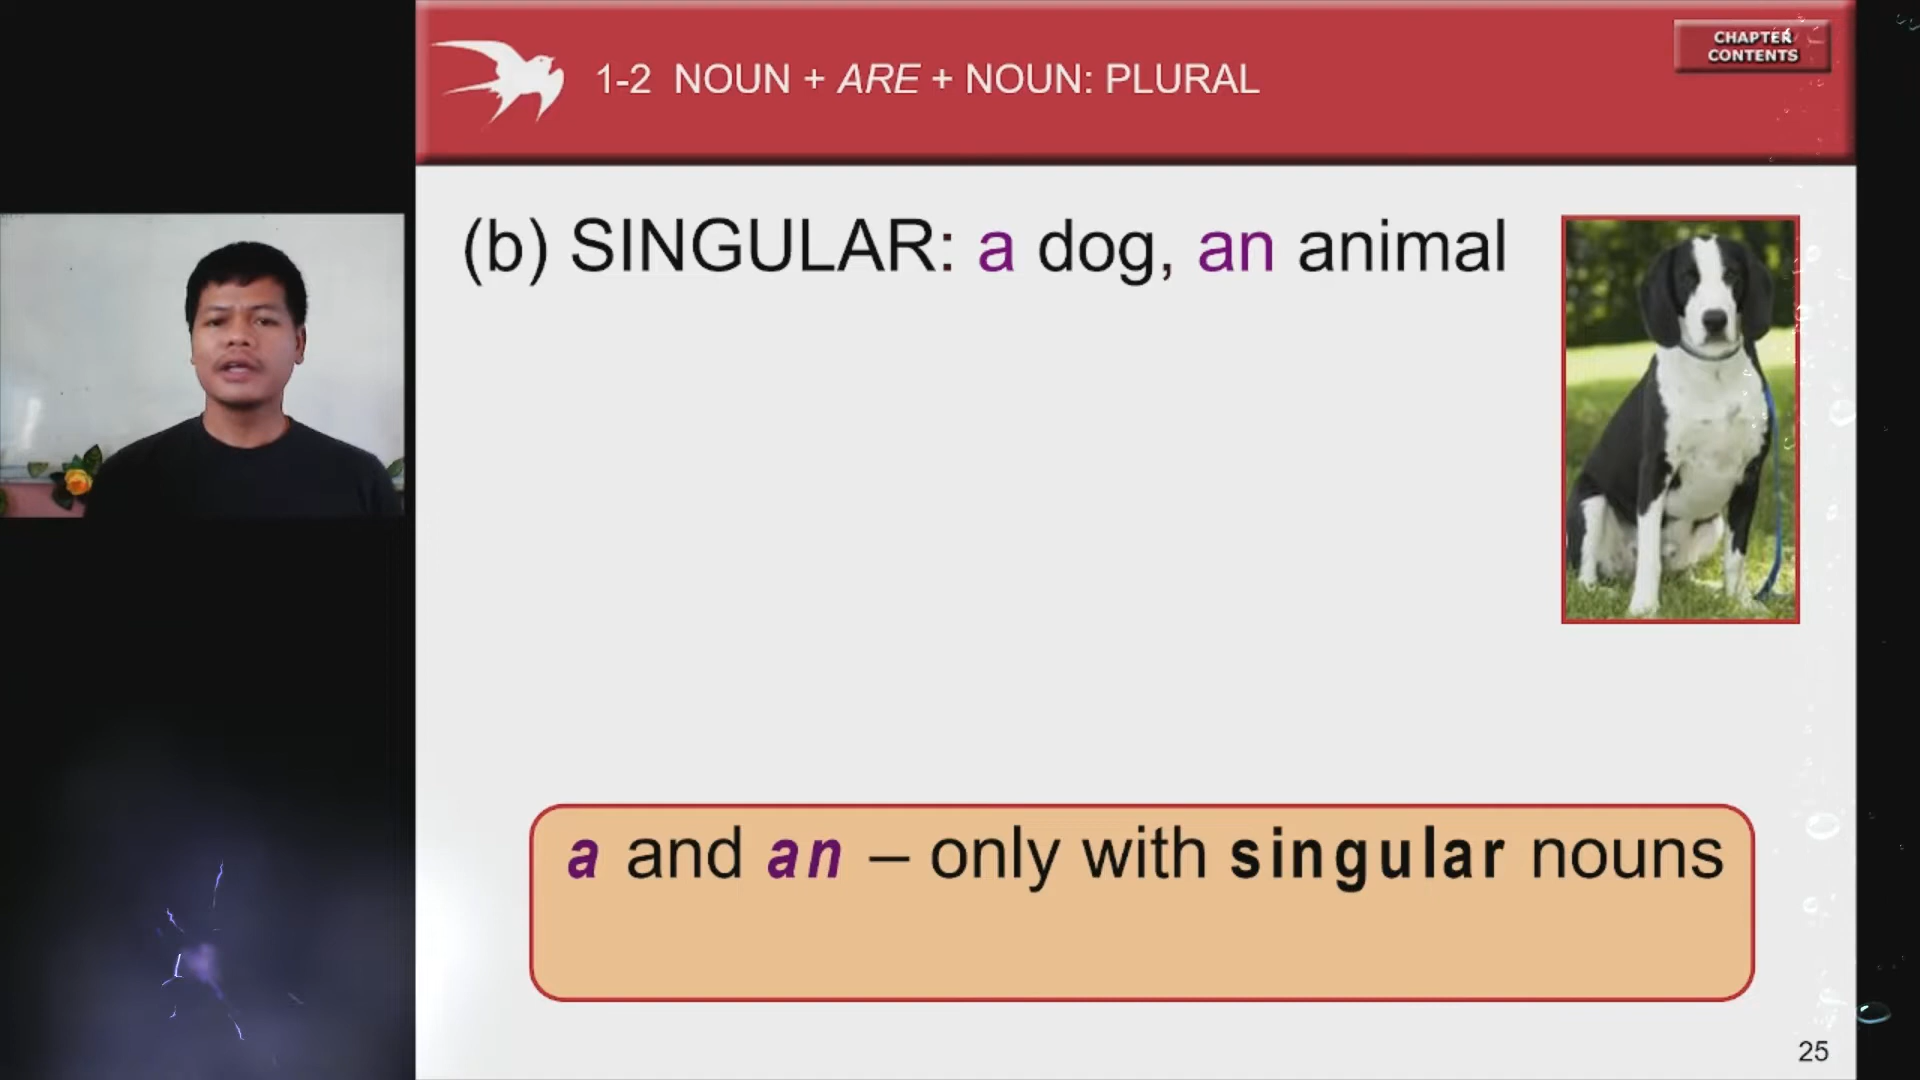 1-2 NOUN + ARE + NOUN: PLURAL
CHAPTER
CONTENTS
(b) SINGULAR: a dog, an animal
a and an – only with singular nouns
25